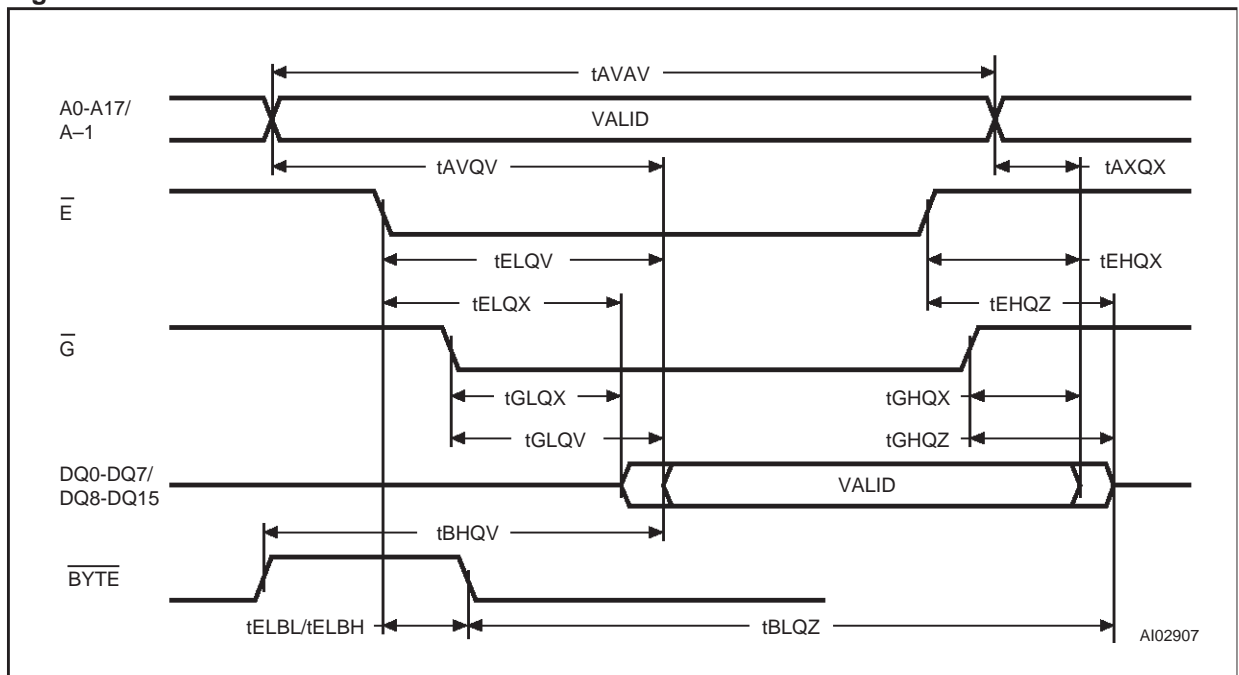 tAVAV
A0-A17/
A–1
VALID
tAVQV
tAXQX
E
tELQV
tEHQX
tELQX
tEHQZ
G
tGLQX
tGHQX
tGLQV
tGHQZ
DQ0-DQ7/
DQ8-DQ15
VALID
tBHQV
BYTE
tELBL/tELBH
tBLQZ
AI02907